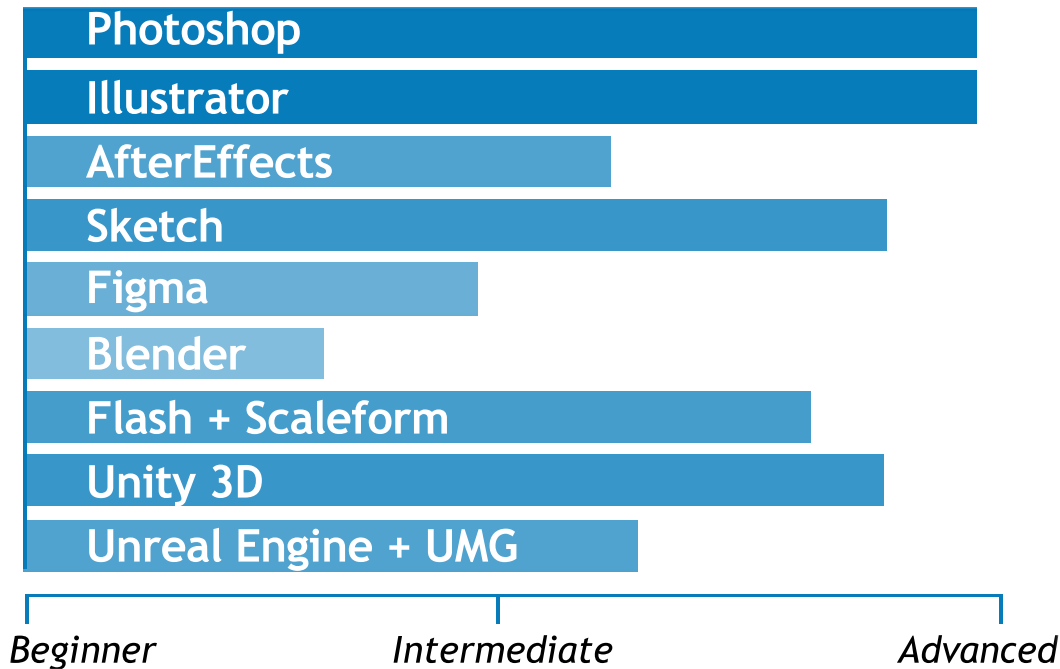 Photoshop
Illustrator
AfterEffects
Sketch
Figma
Blender
Flash + Scaleform
Unity 3D
Unreal Engine + UMG
Beginner Intermediate Advanced